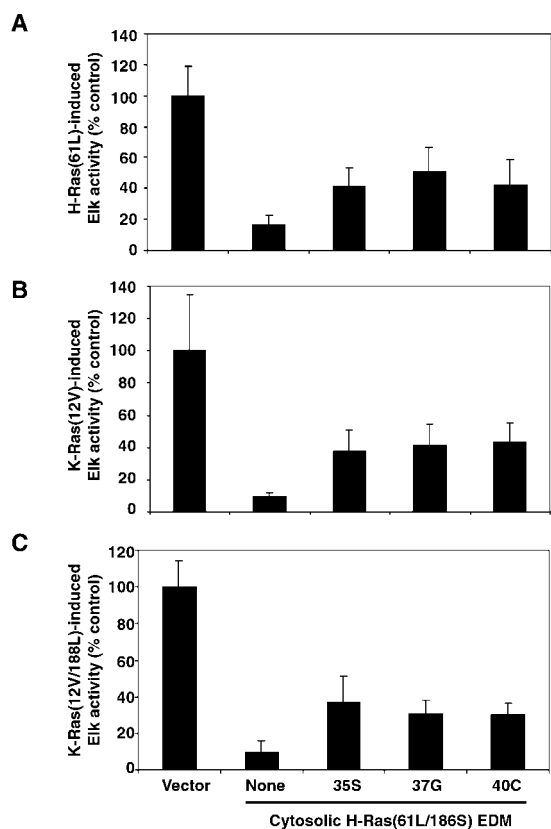 A
H-Ras(61L)-induced
Elk activity (% control)
140
120
100
80
60
40
20
0
B
K-Ras(12V)-induced
Elk activity (% control)
140
120
100
80
60
40
20
0
C
K-Ras(12V/188L)-induced
Elk activity (% control)
120
100
80
60
40
20
0
Vector None 35S 37G 40C
Cytosolic H-Ras(61L/186S) EDM